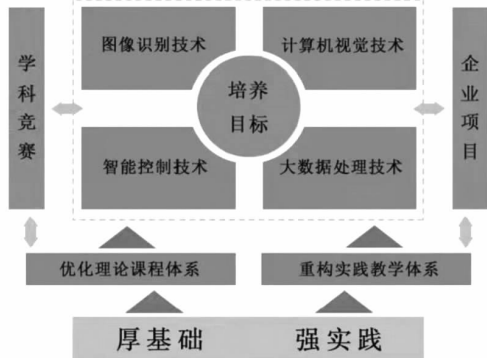 学科竞赛
图像识别技术
计算机视觉技术
企业项目
培养
目标
智能控制技术
大数据处理技术
优化理论课程体系
重构实践教学体系
厚基础
强实践